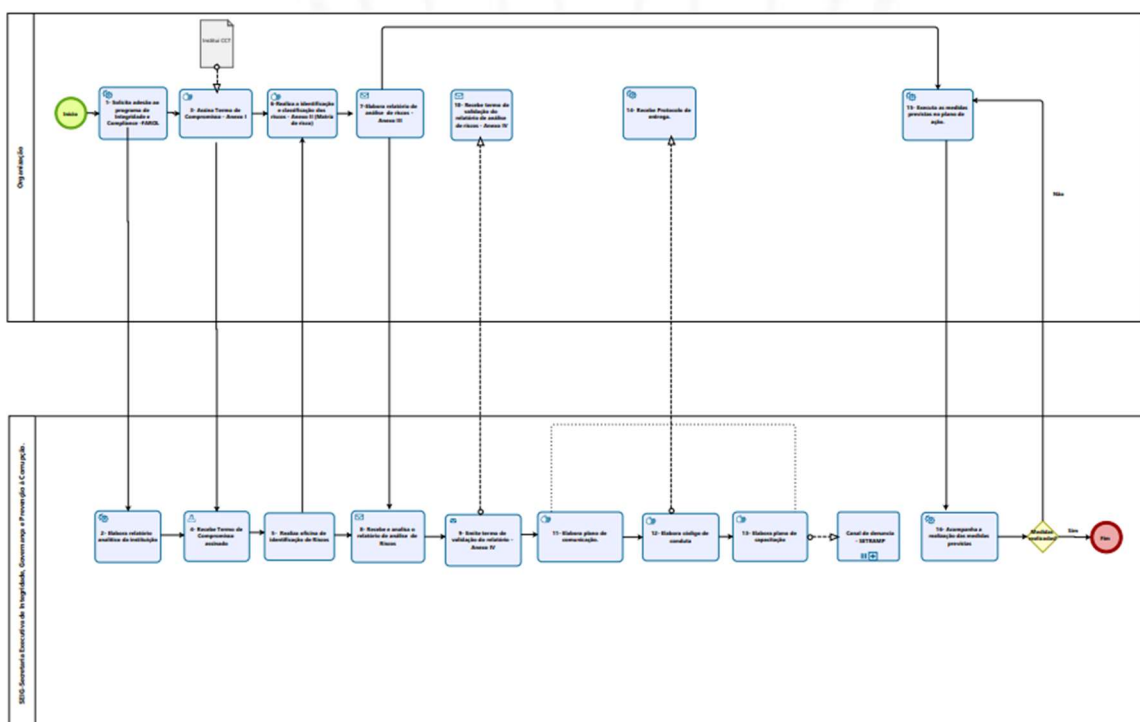 Organização
Institui CCT
Início
1- Solicita adesão ao
programa de
Integridade e
Compliance -FAROL
3- Assina Termo de
Compromisso - Anexo I
6-Realiza a identificação
e classificação dos
riscos - Anexo II (Matriz
de risco)
7-Elabora relatório de
análise de riscos -
Anexo III
10- Recebe termo de
validação do
relatório de análise
de riscos - Anexo IV
14- Recebe Protocolo de
entrega.
15- Executa as medidas
previstas no plano de
ação.
Não
SEIG-Secretaria Executiva de Integridade, Governança e Prevenção à Corrupção.
2- Elabora relatório
analítico da instituição
4- Recebe Termo de
Compromisso
assinado
5- Realiza oficina de
identificação de Riscos
8- Recebe e analisa o
relatório de análise de
Riscos
9- Emite termo de
validação do relatório -
Anexo IV
11- Elabora plano de
comunicação.
12- Elabora código de
conduta
13- Elabora plano de
capacitação
Canal de denuncia
- SETRAMP
16- Acompanha a
realização das medidas
previstas
Medidas
realizadas?
Sim
Fim